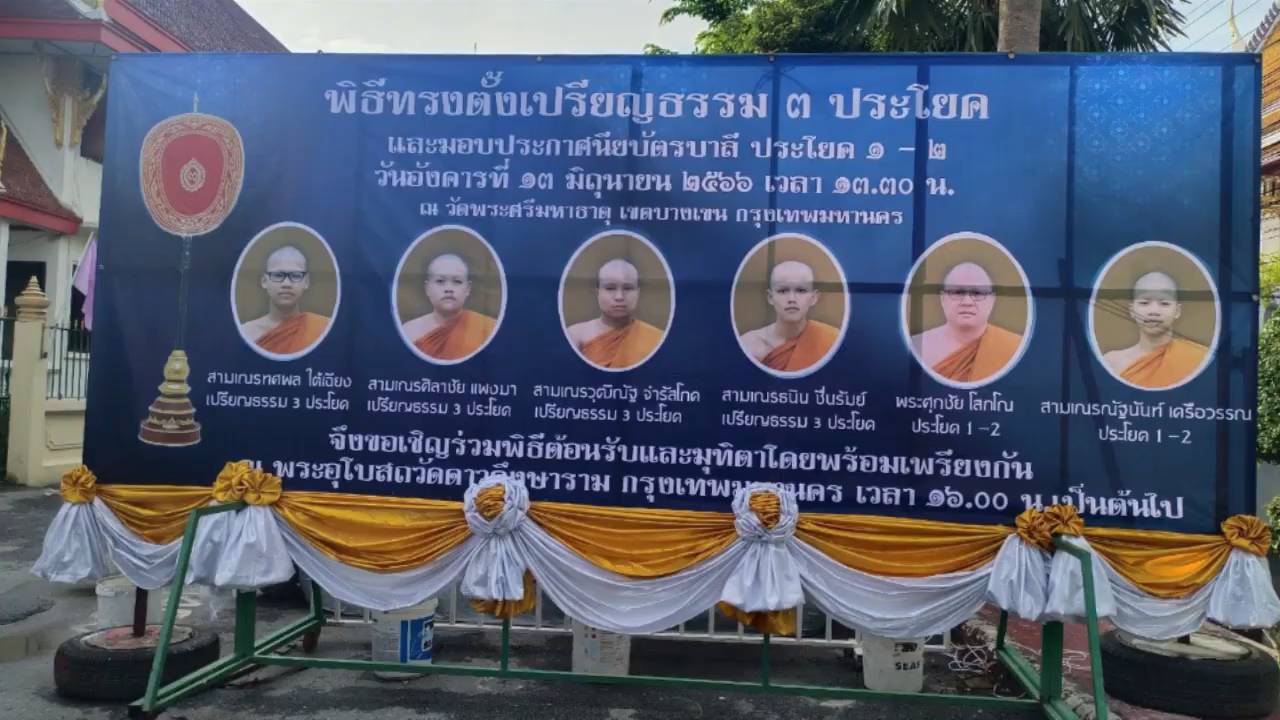 พิธีทรงตั้งเปรียญธรรม ๓ ประโยค
และมอบประกาศนียบัตรบาลี ประโยค ๑ - ๒
วันอังคารที่ ๑๓ มิถุนายน ๒๕๖๖ เวลา ๑๓.๓๐ น.
ณ วัดพระศรีมหาธาตุ เขตบางเขน กรุงเทพมหานคร
สามเณรทศพล ใต้เฉียง
เปรียญธรรม 3 ประโยค
สามเณรศิลาชัย แพงมา
เปรียญธรรม 3 ประโยค
สามเณรวุฒิณัฐ จำรัสโภค
เปรียญธรรม 3 ประโยค
สามเณรธนิน ชื่นรัมย์
เปรียญธรรม 3 ประโยค
พระศุภชัย โสภโณ
ประโยค 1-2
สามเณรณัฐนันท์ เครือวรรณ
ประโยค 1-2
จึงขอเชิญร่วมพิธีต้อนรับและมุทิตาโดยพร้อมเพรียงกัน
ณ พระอุโบสถวัดดาวดึงษาราม กรุงเทพมหานคร เวลา ๑๖.๐๐ น.เป็นต้นไป